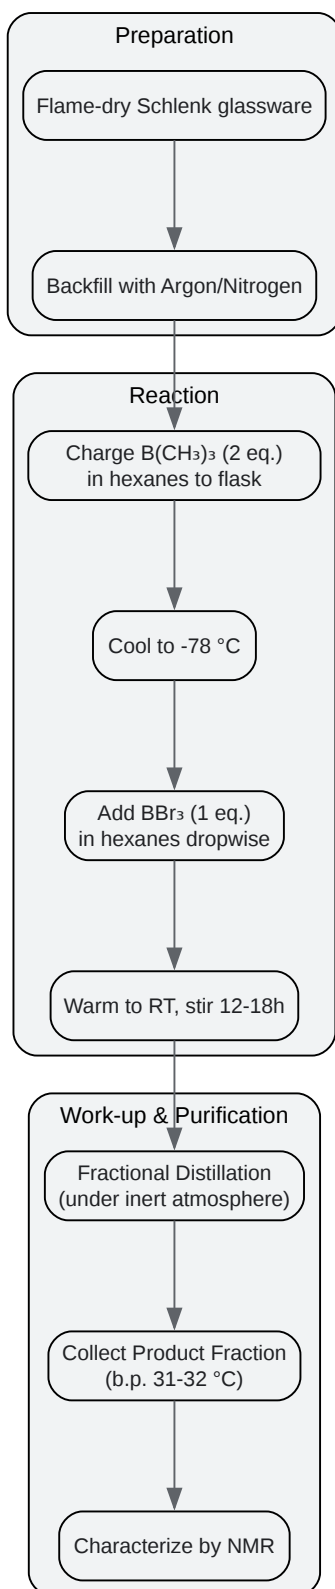 Preparation
Flame-dry Schlenk glassware
Backfill with Argon/Nitrogen
Reaction
Charge B(CH₃)₃ (2 eq.)
in hexanes to flask
Cool to -78 °C
Add BBr₃ (1 eq.)
in hexanes dropwise
Warm to RT, stir 12-18h
Work-up & Purification
Fractional Distillation
(under inert atmosphere)
Collect Product Fraction
(b.p. 31-32 °C)
Characterize by NMR